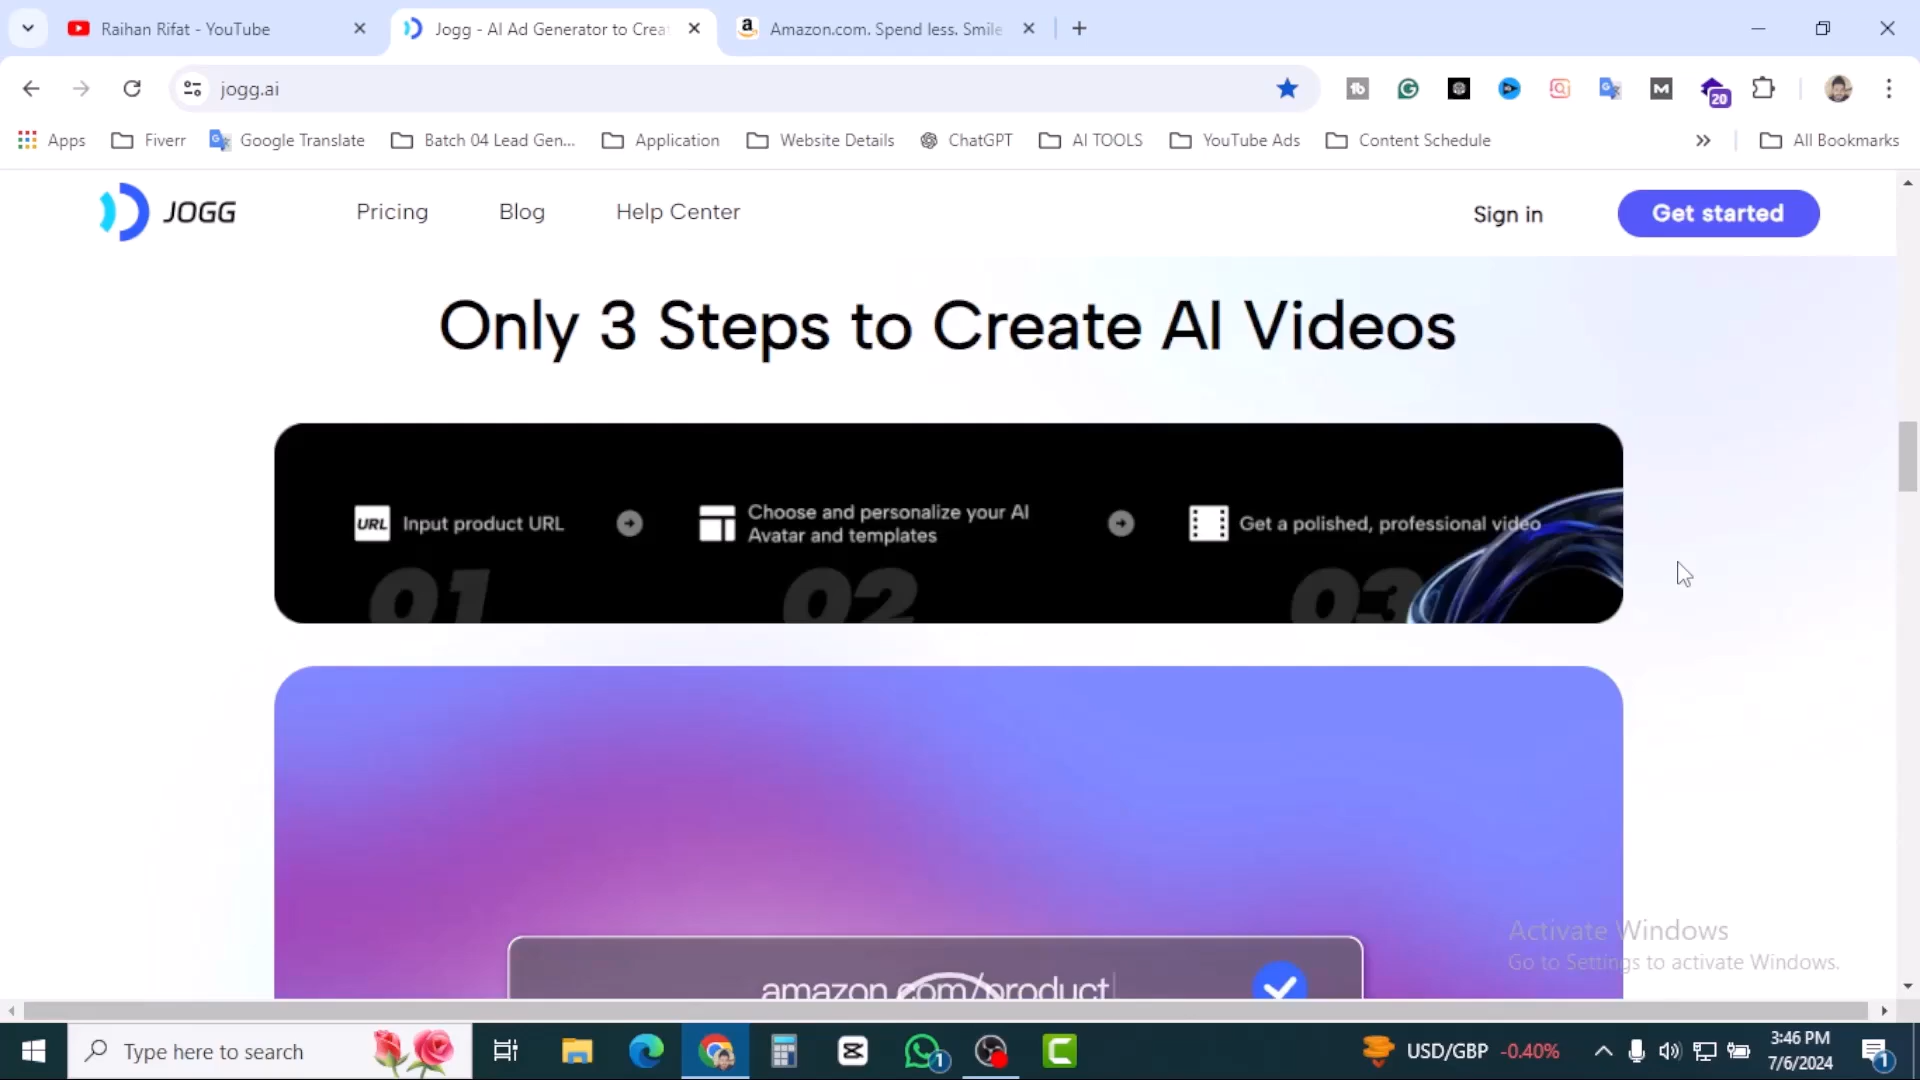 Raihan Rifat - YouTube
Jogg - AI Ad Generator to Crea
Amazon.com. Spend less. Smile
jogg.ai
20
Apps
Fiverr
Google Translate
Batch 04 Lead Gen...
Application
Website Details
ChatGPT
AI TOOLS
YouTube Ads
Content Schedule
All Bookmarks
JOGG
Pricing
Blog
Help Center
Sign in
Get started
Only 3 Steps to Create AI Videos
URL
Input product URL
Choose and personalize your AI
Avatar and templates
Get a polished, professional video
01
02
03
amazon.com/product
Activate Windows
Go to Settings to activate Windows.
Type here to search
1
USD/GBP -0.40%
3:46 PM
7/6/2024
1